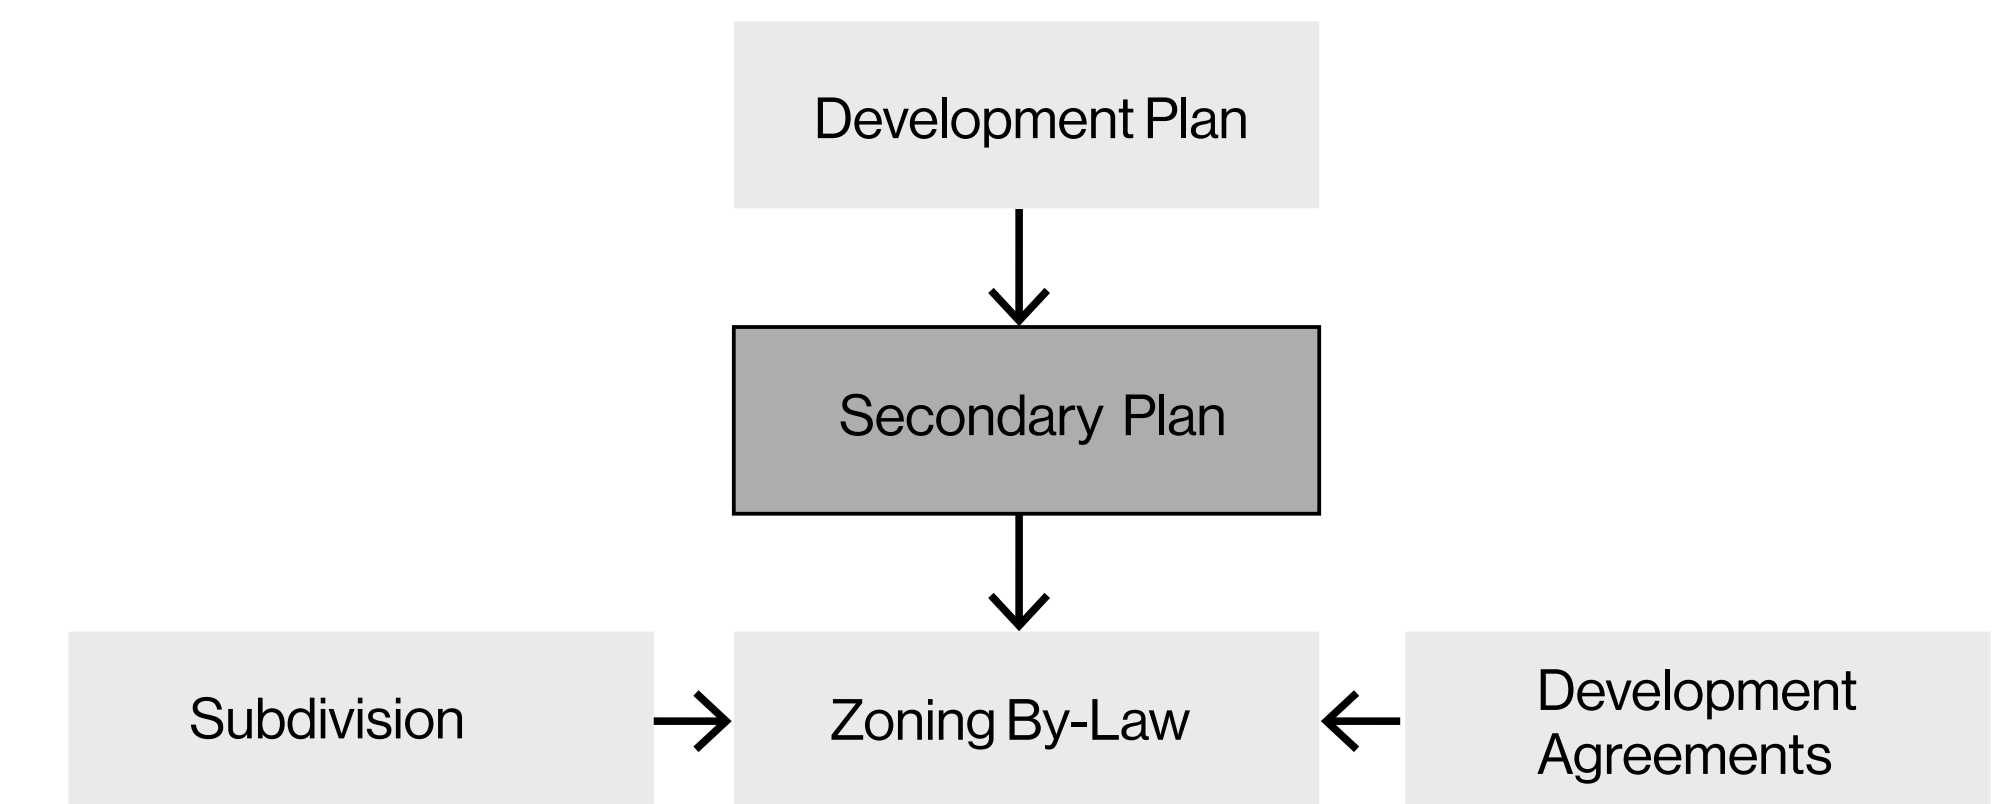 Development Plan
Secondary Plan
Subdivision
Zoning By-Law
Development
Agreements